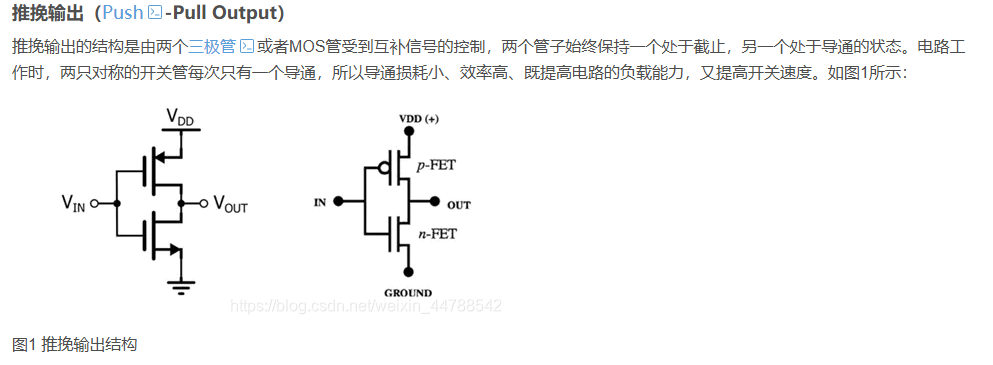 推挽输出（Push-Pull Output）
推挽输出的结构是由两个三极管或者MOS管受到互补信号的控制，两个管子始终保持一个处于截止，另一个处于导通的状态。电路工
作时，两只对称的开关管每次只有一个导通，所以导通损耗小、效率高、既提高电路的负载能力，又提高开关速度。如图1所示：
VDD
VIN
VOUT
VDD (+)
p-FET
IN
OUT
n-FET
GROUND
https://blog.csdn.net/weixin_44788542
图1 推挽输出结构